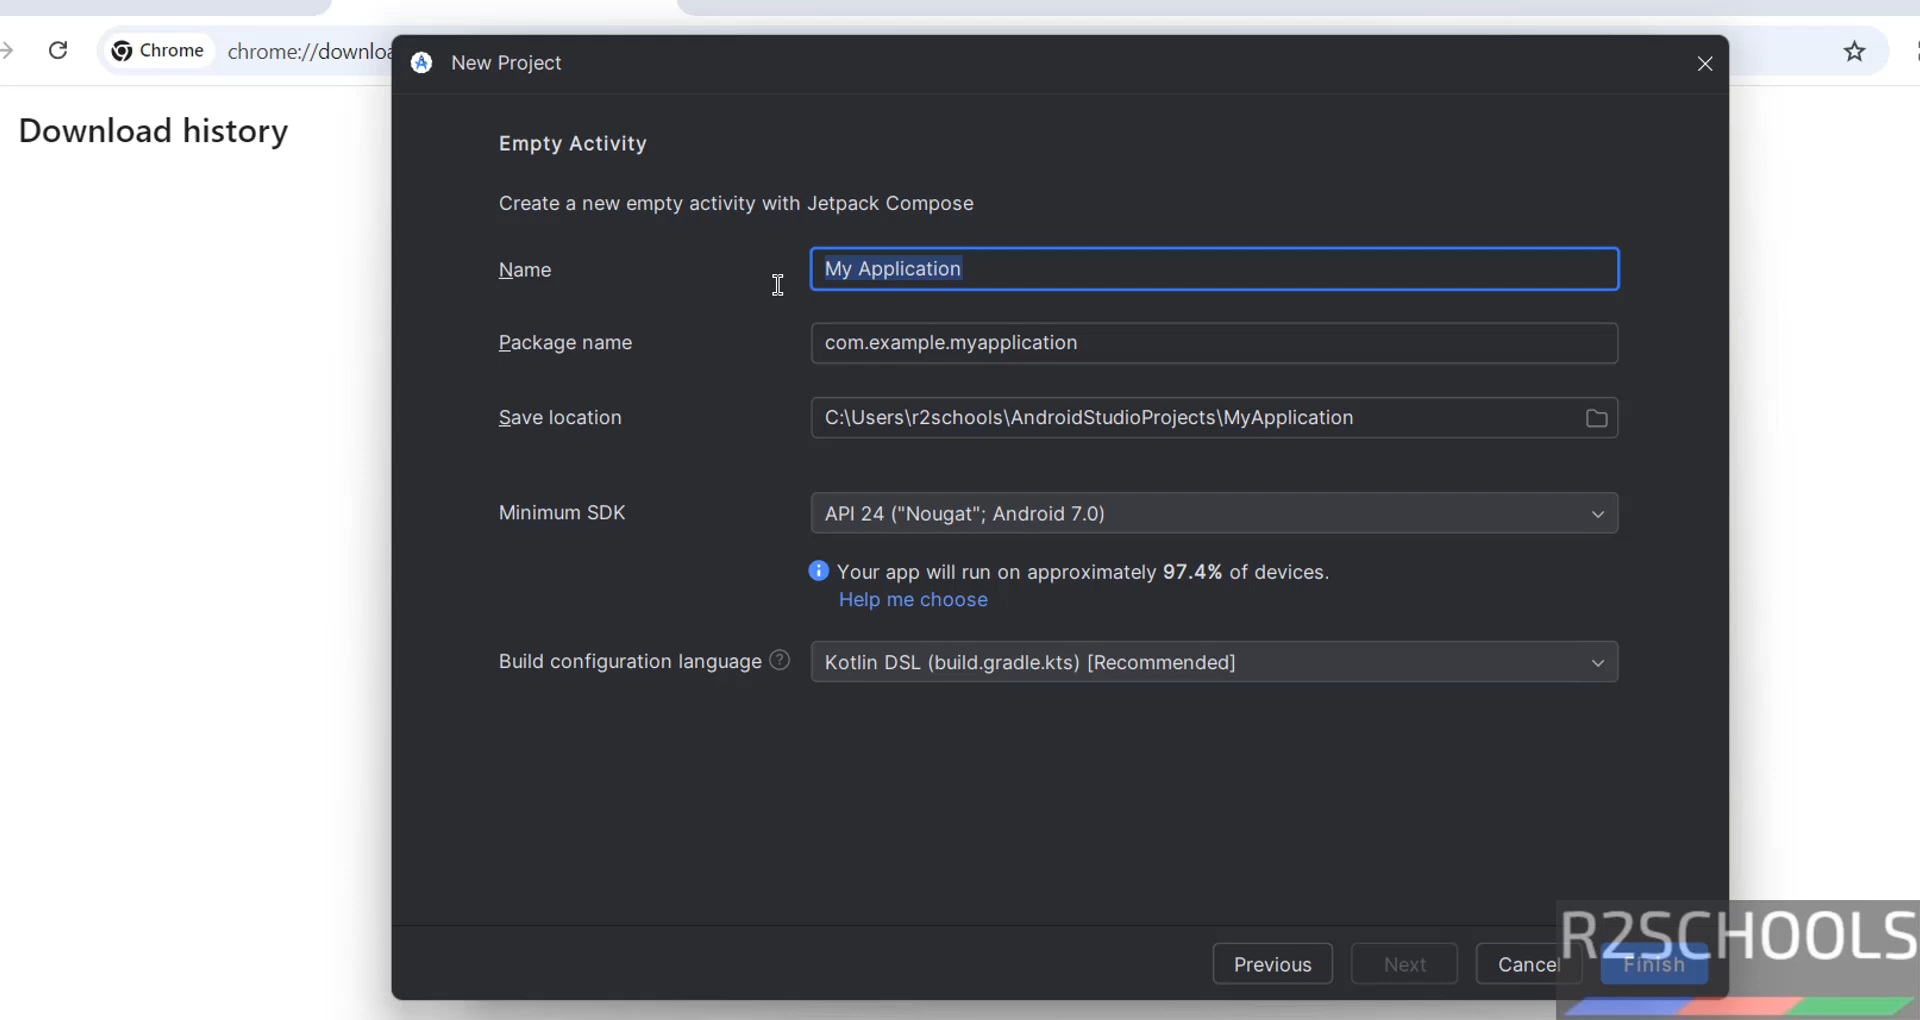 Chrome
chrome://downloa
New Project
Download history
Empty Activity
Create a new empty activity with Jetpack Compose
Name
My Application
Package name
com.example.myapplication
Save location
C:\Users\r2schools\AndroidStudioProjects\MyApplication
Minimum SDK
API 24 ("Nougat"; Android 7.0)
Your app will run on approximately 97.4% of devices.
Help me choose
Build configuration language
Kotlin DSL (build.gradle.kts) [Recommended]
R2SCHOOLS
Previous
Next
Cancel
Finish